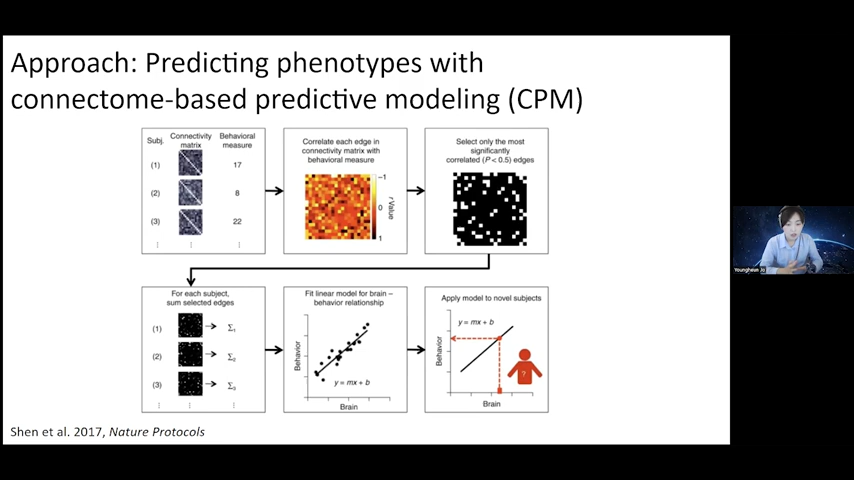 Approach: Predicting phenotypes with
connectome-based predictive modeling (CPM)
Subj.
Connectivity
matrix
Behavioral
measure
(1)
17
(2)
8
(3)
22
Correlate each edge in
connectivity matrix with
behavioral measure
−1
0
1
r Value
Select only the most
significantly
correlated (P < 0.5) edges
For each subject,
sum selected edges
(1)
Σ1
(2)
Σ2
(3)
Σ3
Fit linear model for brain –
behavior relationship
Behavior
y = mx + b
Brain
Apply model to novel subjects
y = mx + b
Behavior
?
Brain
Shen et al. 2017, Nature Protocols
Youngheun Jo